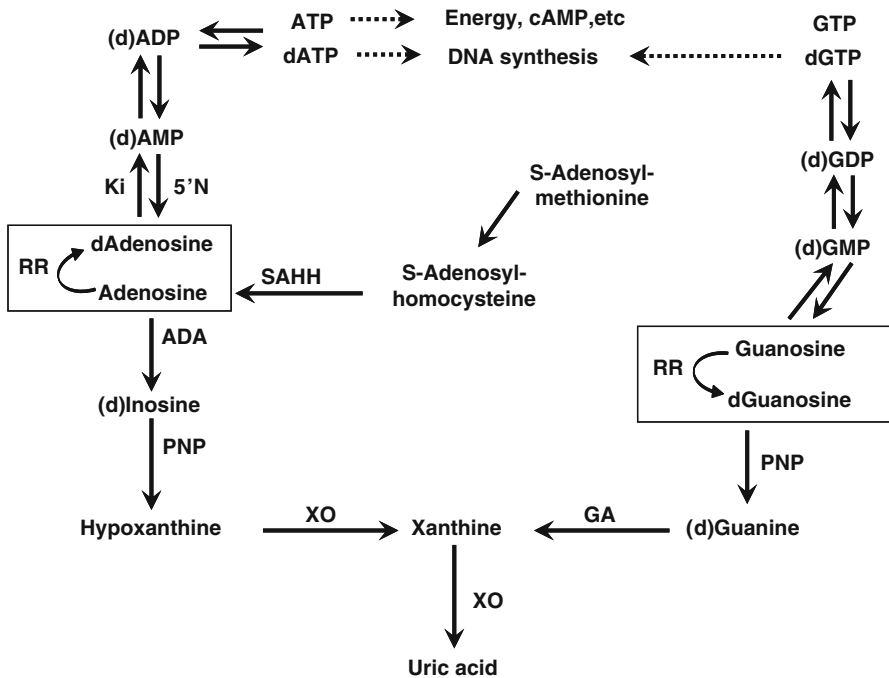 ATP
Energy, cAMP,etc
GTP
(d)ADP
dATP
DNA synthesis
dGTP
(d)AMP
(d)GDP
Ki
5'N
S-Adenosyl-
methionine
(d)GMP
dAdenosine
RR
Adenosine
SAHH
S-Adenosyl-
homocysteine
ADA
Guanosine
RR
dGuanosine
(d)Inosine
PNP
PNP
Hypoxanthine
XO
Xanthine
GA
(d)Guanine
XO
Uric acid